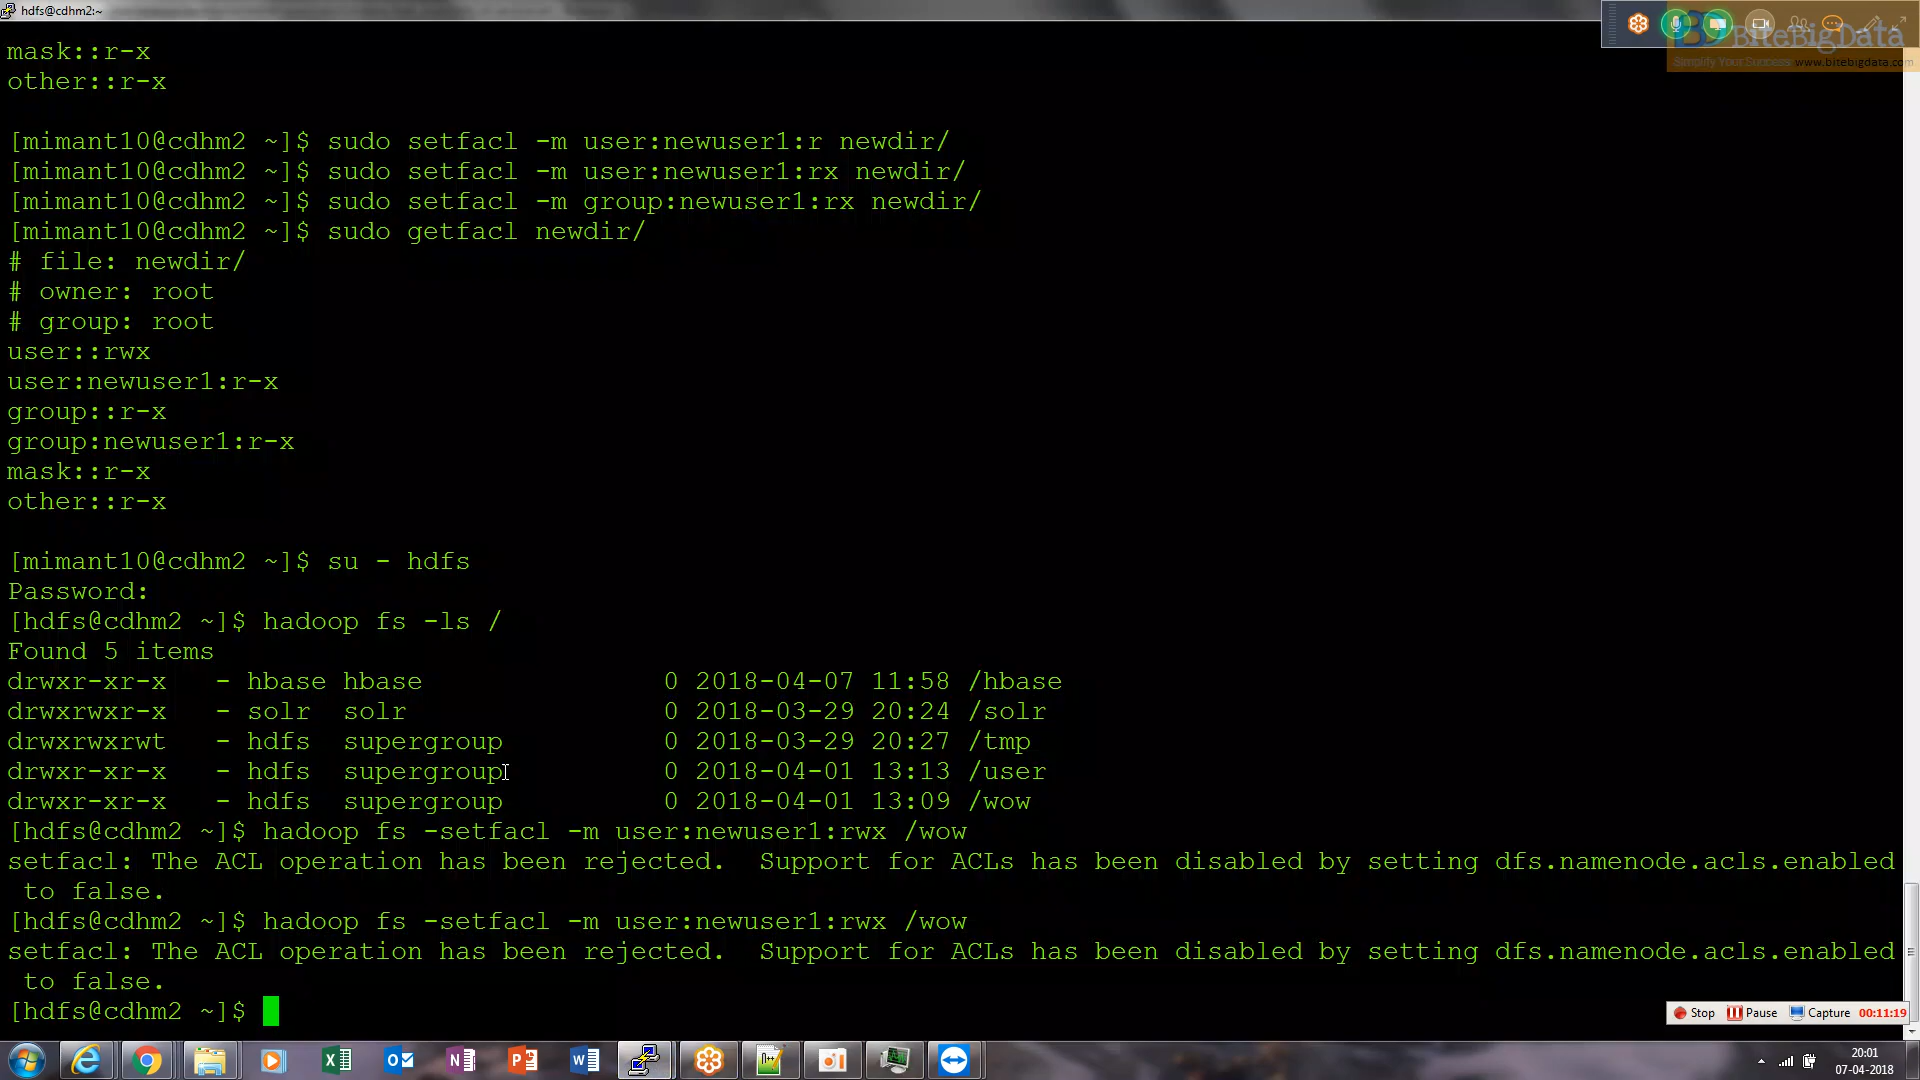 hdfs@cdhm2:~
BiteBigData
Simplify Your Success www.bitebigdata.com
mask::r-x
other::r-x
[mimant10@cdhm2 ~]$ sudo setfacl -m user:newuser1:r newdir/
[mimant10@cdhm2 ~]$ sudo setfacl -m user:newuser1:rx newdir/
[mimant10@cdhm2 ~]$ sudo setfacl -m group:newuser1:rx newdir/
[mimant10@cdhm2 ~]$ sudo getfacl newdir/
# file: newdir/
# owner: root
# group: root
user::rwx
user:newuser1:r-x
group::r-x
group:newuser1:r-x
mask::r-x
other::r-x
[mimant10@cdhm2 ~]$ su - hdfs
Password:
[hdfs@cdhm2 ~]$ hadoop fs -ls /
Found 5 items
drwxr-xr-x - hbase hbase 0 2018-04-07 11:58 /hbase
drwxrwxr-x - solr solr 0 2018-03-29 20:24 /solr
drwxrwxrwt - hdfs supergroup 0 2018-03-29 20:27 /tmp
drwxr-xr-x - hdfs supergroup 0 2018-04-01 13:13 /user
drwxr-xr-x - hdfs supergroup 0 2018-04-01 13:09 /wow
[hdfs@cdhm2 ~]$ hadoop fs -setfacl -m user:newuser1:rwx /wow
setfacl: The ACL operation has been rejected.  Support for ACLs has been disabled by setting dfs.namenode.acls.enabled
 to false.
[hdfs@cdhm2 ~]$ hadoop fs -setfacl -m user:newuser1:rwx /wow
setfacl: The ACL operation has been rejected.  Support for ACLs has been disabled by setting dfs.namenode.acls.enabled
 to false.
[hdfs@cdhm2 ~]$
Stop Pause Capture 00:11:19
20:01
07-04-2018